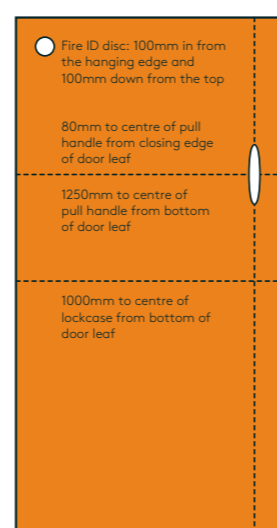 Fire ID disc: 100mm in from
the hanging edge and
100mm down from the top
80mm to centre of pull
handle from closing edge
of door leaf
1250mm to centre of
pull handle from bottom
of door leaf
1000mm to centre of
lockcase from bottom of
door leaf